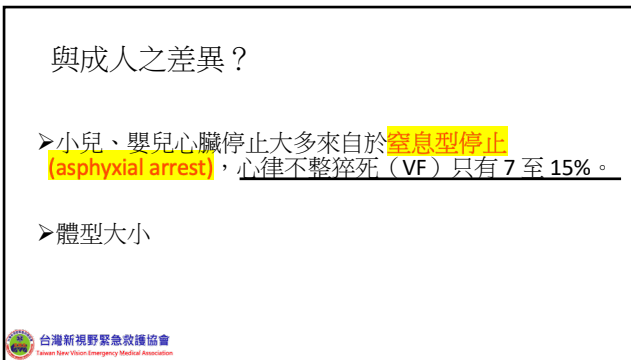 與成人之差異？
➢小兒、嬰兒心臟停止大多來自於窒息型停止
(asphyxial arrest)，心律不整猝死（VF）只有 7 至 15%。
➢體型大小
台灣新視野緊急救護協會
Taiwan New Vision Emergency Medical Association